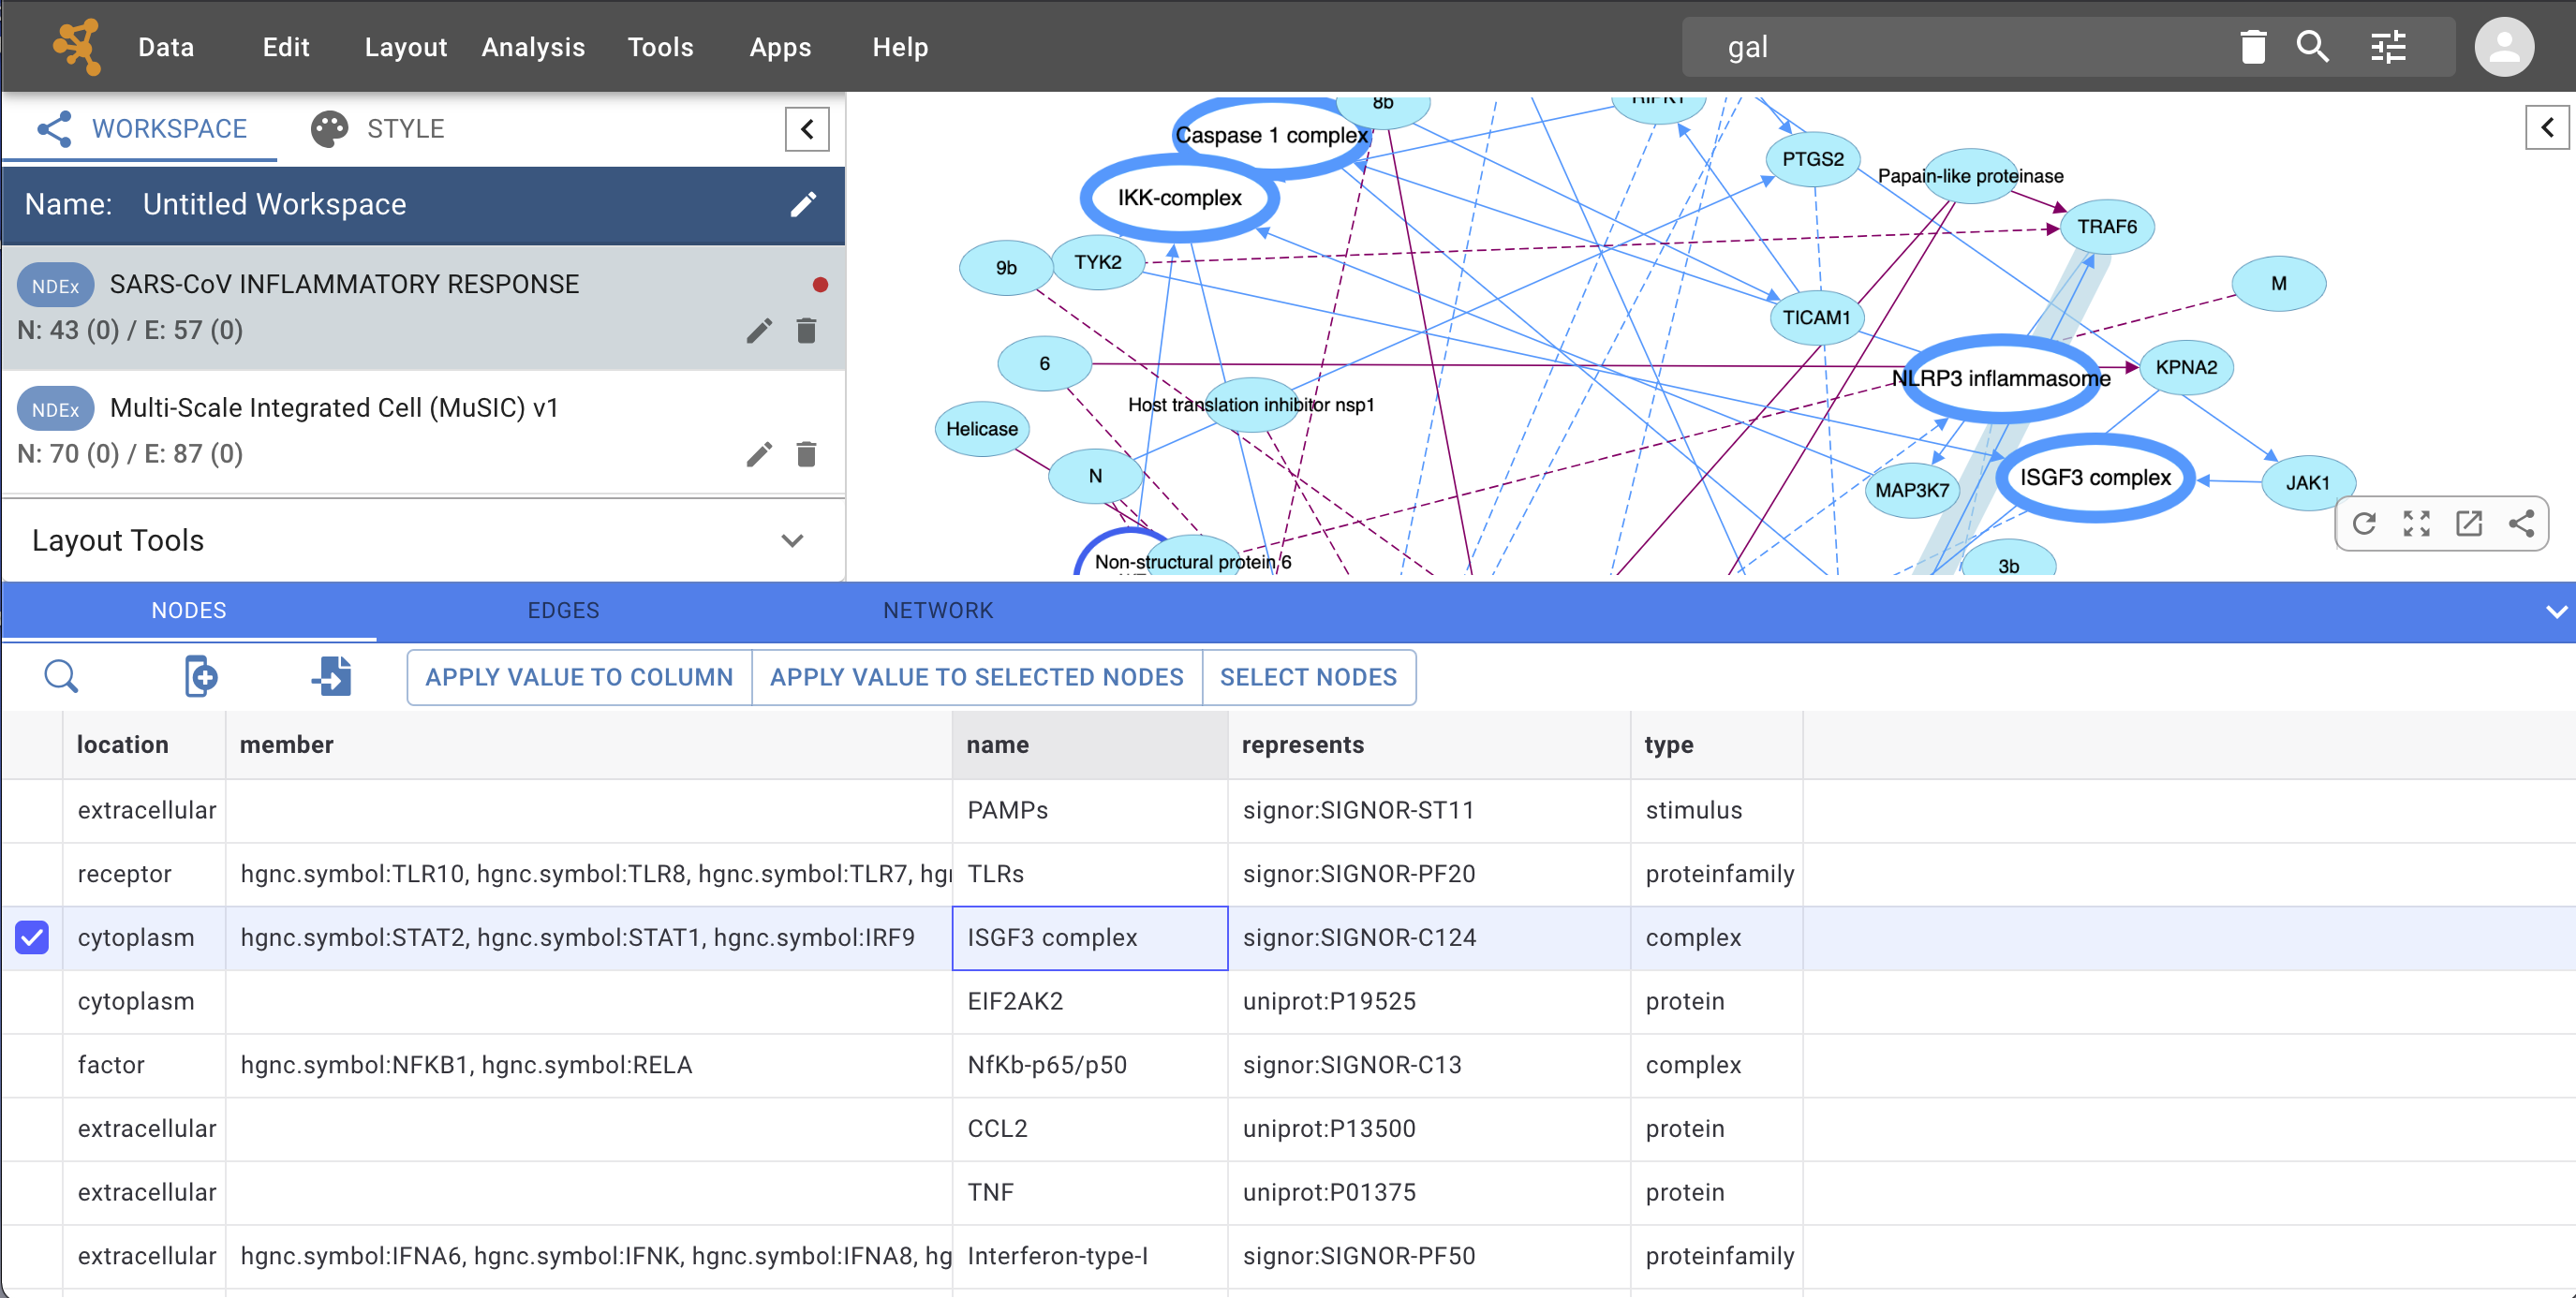 Data Edit Layout Analysis Tools Apps Help gal
WORKSPACE STYLE
Name: Untitled Workspace
NDEx SARS-CoV INFLAMMATORY RESPONSE
N: 43 (0) / E: 57 (0)
NDEx Multi-Scale Integrated Cell (MuSIC) v1
N: 70 (0) / E: 87 (0)
Layout Tools
8b
RIPK1
Caspase 1 complex
PTGS2
Papain-like proteinase
IKK-complex
TRAF6
9b
TYK2
M
TICAM1
6
KPNA2
NLRP3 inflammasome
Host translation inhibitor nsp1
Helicase
N
ISGF3 complex
JAK1
MAP3K7
Non-structural protein 6
3b
NODES EDGES NETWORK
APPLY VALUE TO COLUMN APPLY VALUE TO SELECTED NODES SELECT NODES
location member name represents type
extracellular PAMPs signor:SIGNOR-ST11 stimulus
receptor hgnc.symbol:TLR10, hgnc.symbol:TLR8, hgnc.symbol:TLR7, hg TLRs signor:SIGNOR-PF20 proteinfamily
cytoplasm hgnc.symbol:STAT2, hgnc.symbol:STAT1, hgnc.symbol:IRF9 ISGF3 complex signor:SIGNOR-C124 complex
cytoplasm EIF2AK2 uniprot:P19525 protein
factor hgnc.symbol:NFKB1, hgnc.symbol:RELA NfKb-p65/p50 signor:SIGNOR-C13 complex
extracellular CCL2 uniprot:P13500 protein
extracellular TNF uniprot:P01375 protein
extracellular hgnc.symbol:IFNA6, hgnc.symbol:IFNK, hgnc.symbol:IFNA8, hg Interferon-type-I signor:SIGNOR-PF50 proteinfamily